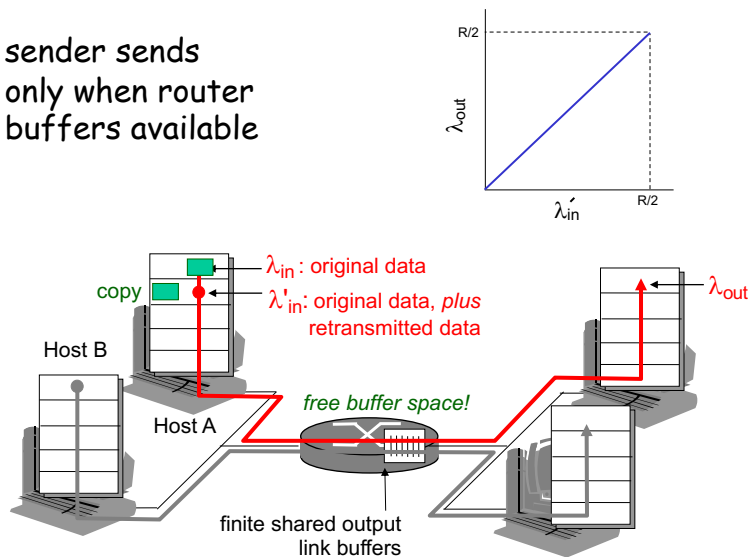 sender sends
only when router
buffers available
R/2
λout
λ'in
R/2
λin : original data
copy
λ'in: original data, plus
retransmitted data
λout
Host B
Host A
free buffer space!
finite shared output
link buffers